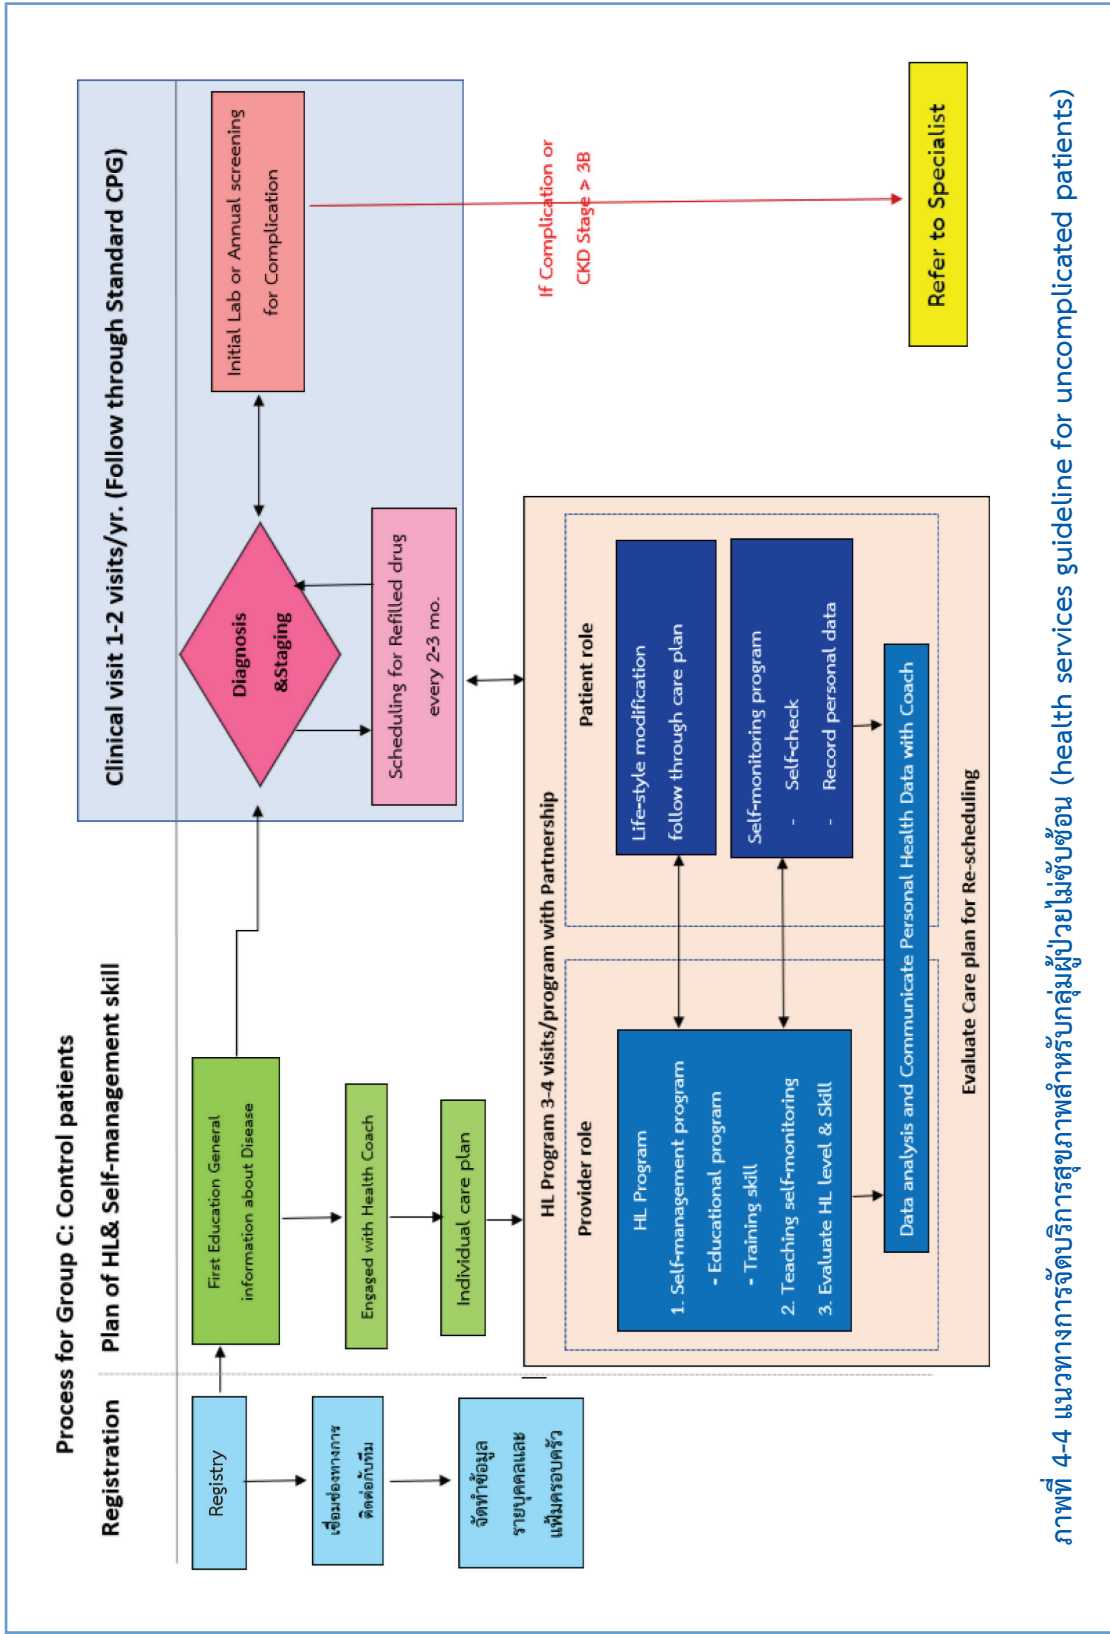 Process for Group C: Control patients
Registration
Plan of HL& Self-management skill
Clinical visit 1-2 visits/yr. (Follow through Standard CPG)
Registry
เชื่อมช่องทางการ
ติดต่อกับทีม
จัดทำข้อมูล
รายบุคคลและ
แฟ้มครอบครัว
First Education General
information about Disease
Engaged with Health Coach
Individual care plan
Diagnosis
&Staging
Initial Lab or Annual screening
for Complication
Scheduling for Refilled drug
every 2-3 mo.
If Complication or
CKD Stage > 3B
Refer to Specialist
HL Program 3-4 visits/program with Partnership
Provider role
HL Program
1. Self-management program
- Educational program
- Training skill
2. Teaching self-monitoring
3. Evaluate HL level & Skill
Patient role
Life-style modification
follow through care plan
Self-monitoring program
- Self-check
- Record personal data
Data analysis and Communicate Personal Health Data with Coach
Evaluate Care plan for Re-scheduling
ภาพที่ 4-4 แนวทางการจัดบริการสุขภาพสำหรับกลุ่มผู้ป่วยไม่ซับซ้อน (health services guideline for uncomplicated patients)